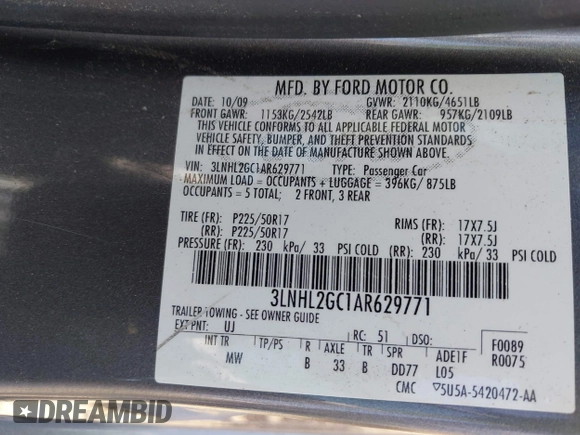 MFD. BY FORD MOTOR CO.
DATE: 10/09 GVWR: 2110KG/4651LB
FRONT GAWR: 1153KG/2542LB REAR GAWR: 957KG/2109LB
THIS VEHICLE CONFORMS TO ALL APPLICABLE FEDERAL MOTOR
VEHICLE SAFETY, BUMPER, AND THEFT PREVENTION STANDARDS
IN EFFECT ON THE DATE OF MANUFACTURE SHOWN ABOVE.
VIN: 3LNHL2GC1AR629771 TYPE: Passenger Car
MAXIMUM LOAD = OCCUPANTS + LUGGAGE = 396KG/ 875LB
OCCUPANTS = 5 TOTAL: 2 FRONT, 3 REAR
TIRE (FR): P225/50R17 RIMS (FR): 17X7.5J
(RR): P225/50R17 (RR): 17X7.5J
PRESSURE (FR): 230 kPa/ 33 PSI COLD (RR): 230 kPa/ 33 PSI COLD
3LNHL2GC1AR629771
TRAILER TOWING - SEE OWNER GUIDE
EXT PNT: UJ RC: 51 DSO: F0089
INT TR TP/PS R AXLE TR SPR ADE1F R0075
MW B 33 B DD77 L05
CMC 5U5A-5420472-AA
DREAMBID